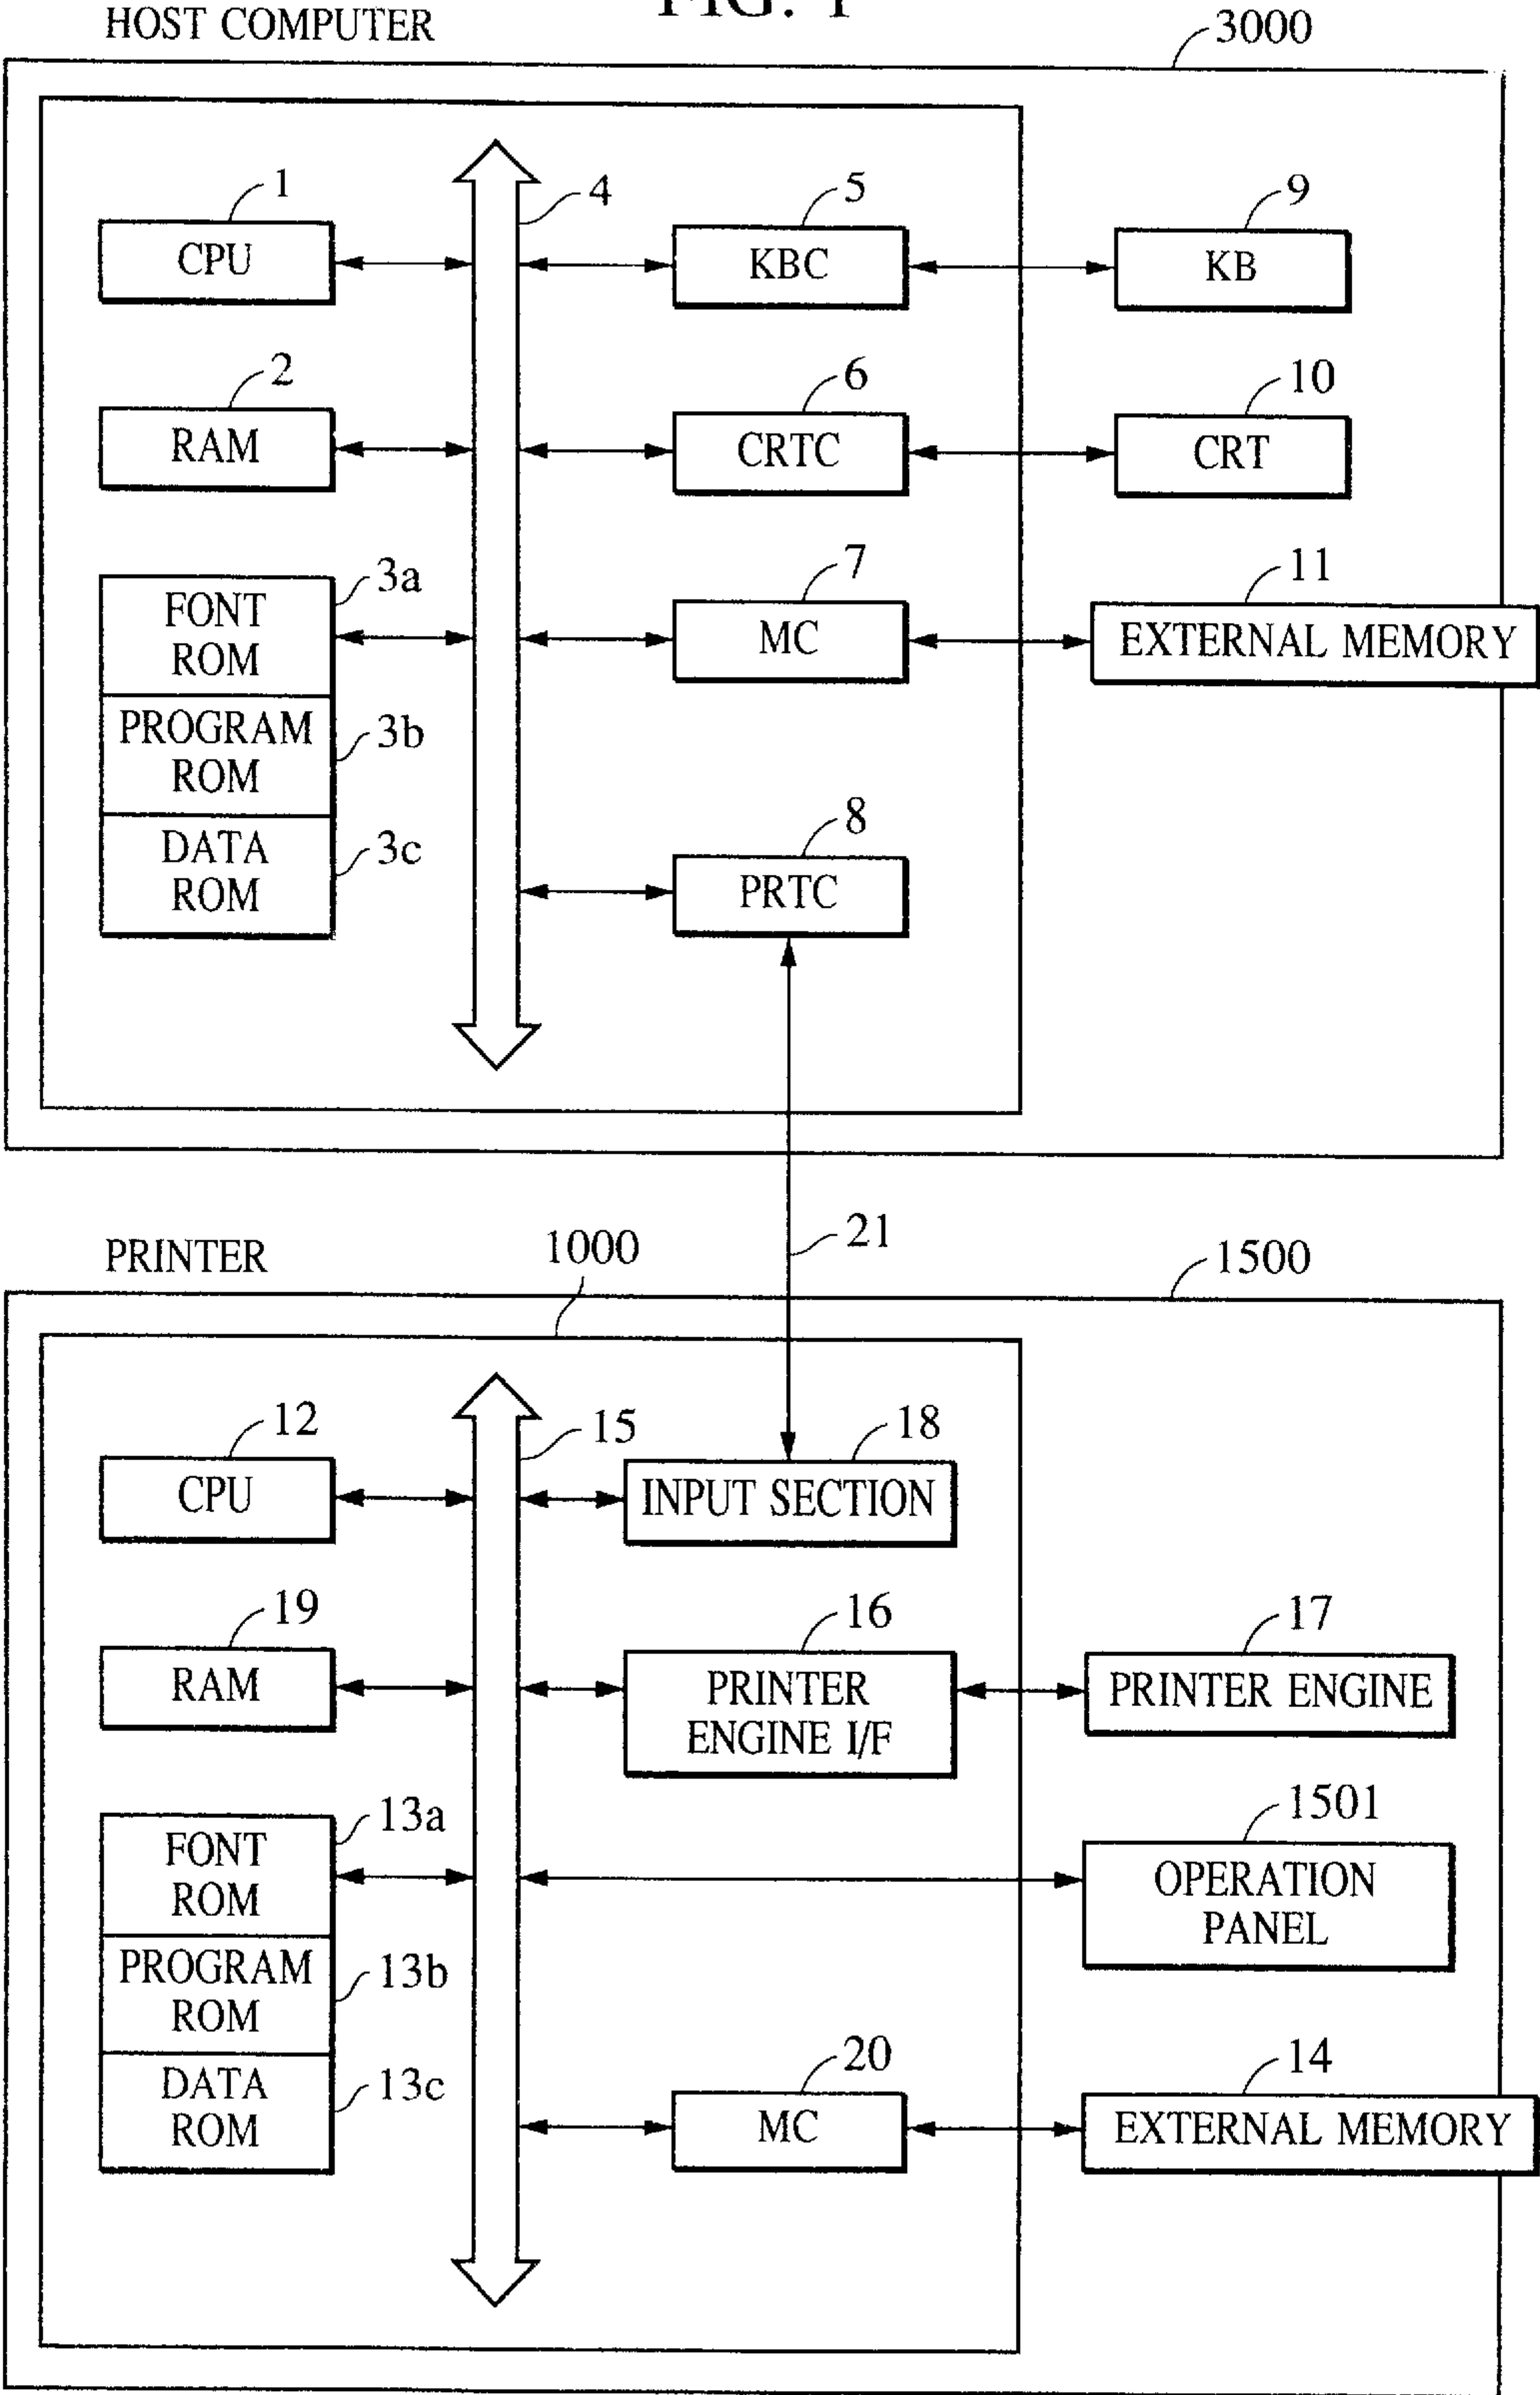 FIG. 1
HOST COMPUTER
3000
1
CPU
4
5
KBC
9
KB
2
RAM
6
CRTC
10
CRT
3a
FONT
ROM
7
MC
11
EXTERNAL MEMORY
3b
PROGRAM
ROM
3c
DATA
ROM
8
PRTC
21
PRINTER
1000
1500
12
CPU
15
18
INPUT SECTION
19
RAM
16
PRINTER
ENGINE I/F
17
PRINTER ENGINE
13a
FONT
ROM
1501
OPERATION
PANEL
13b
PROGRAM
ROM
13c
DATA
ROM
20
MC
14
EXTERNAL MEMORY